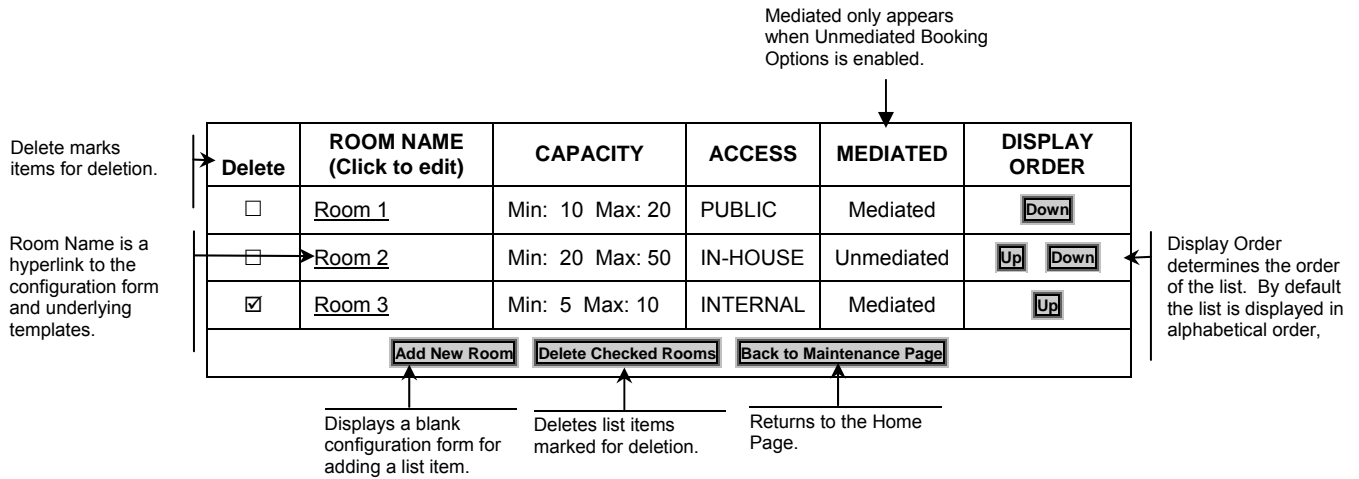 Mediated only appears
when Unmediated Booking
Options is enabled.
Delete marks
items for deletion.
Delete
ROOM NAME
(Click to edit)
CAPACITY
ACCESS
MEDIATED
DISPLAY
ORDER
☐ Room 1 Min: 10 Max: 20 PUBLIC Mediated Down
Room Name is a
hyperlink to the
configuration form
and underlying
templates.
☐ Room 2 Min: 20 Max: 50 IN-HOUSE Unmediated Up Down
☑ Room 3 Min: 5 Max: 10 INTERNAL Mediated Up
Display Order
determines the order
of the list. By default
the list is displayed in
alphabetical order,
Add New Room Delete Checked Rooms Back to Maintenance Page
Displays a blank
configuration form for
adding a list item.
Deletes list items
marked for deletion.
Returns to the Home
Page.